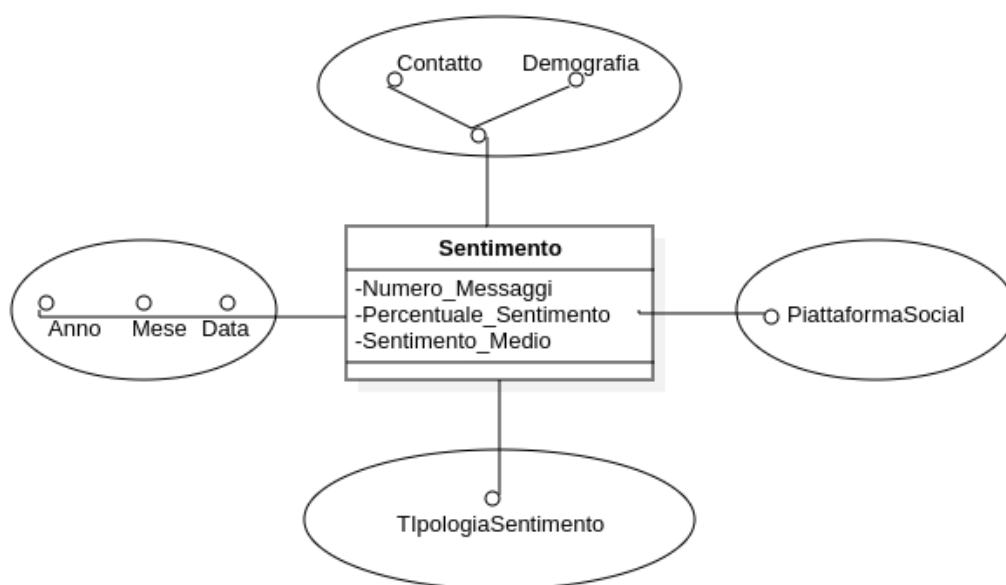 Contatto
Demografia
Sentimento
-Numero_Messaggi
-Percentuale_Sentimento
-Sentimento_Medio
Anno
Mese
Data
PiattaformaSocial
TIpologiaSentimento